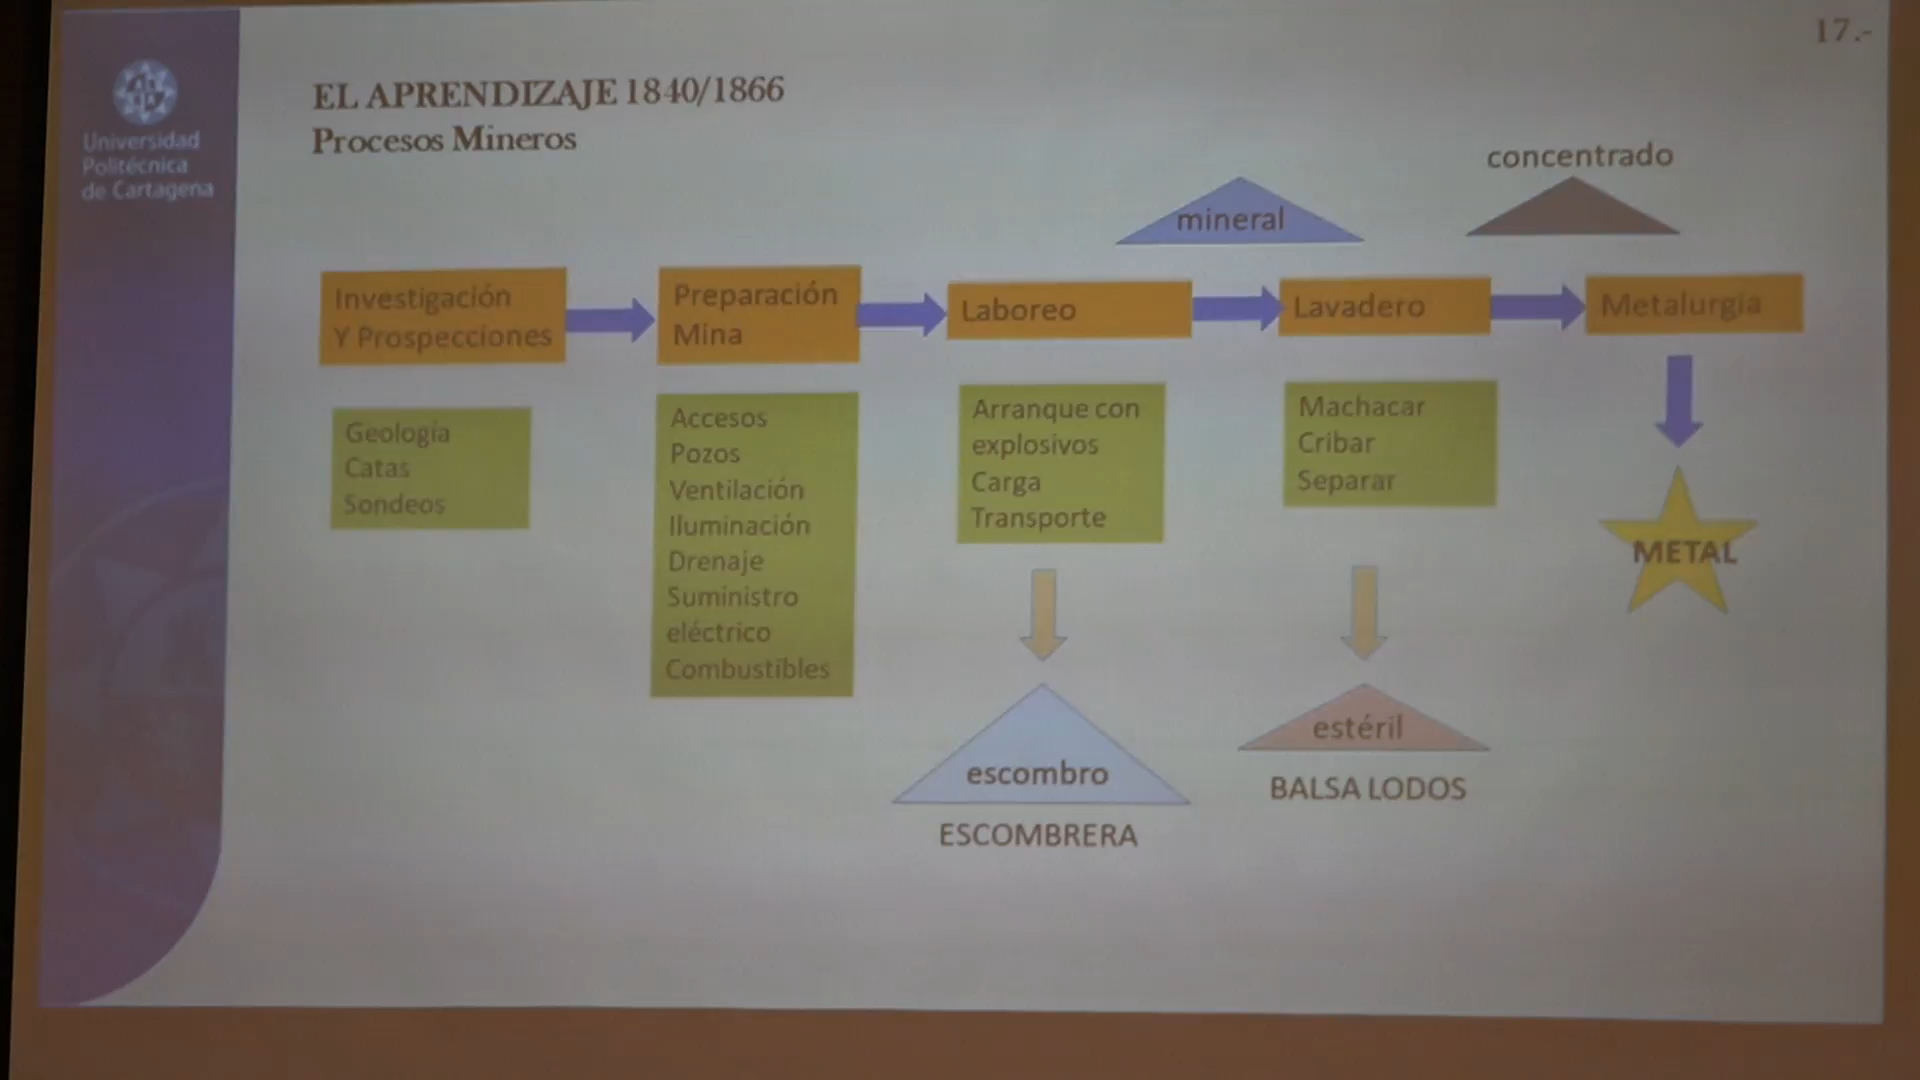 17.-
Universidad
Politécnica
de Cartagena
EL APRENDIZAJE 1840/1866
Procesos Mineros
concentrado
mineral
Investigación
Y Prospecciones
Preparación
Mina
Laboreo
Lavadero
Metalurgia
Geología
Catas
Sondeos
Accesos
Pozos
Ventilación
Iluminación
Drenaje
Suministro
eléctrico
Combustibles
Arranque con
explosivos
Carga
Transporte
Machacar
Cribar
Separar
METAL
escombro
ESCOMBRERA
estéril
BALSA LODOS